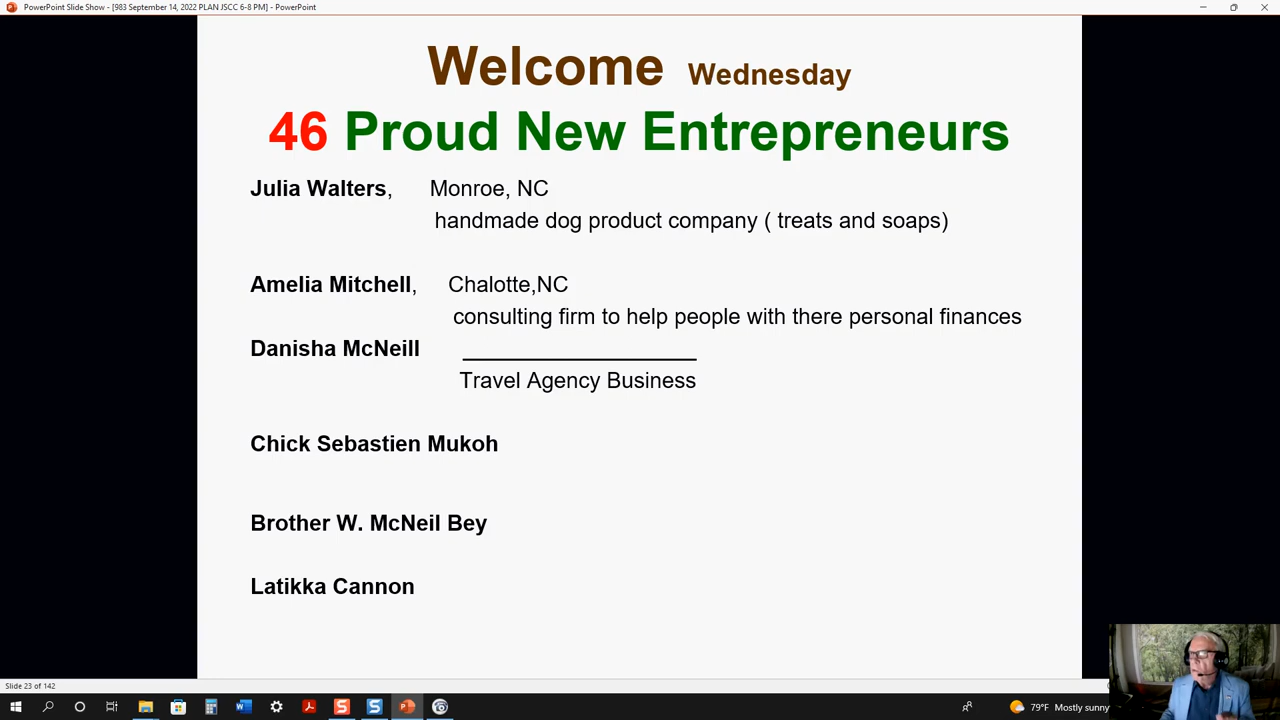 PowerPoint Slide Show - [983 September 14, 2022 PLAN JSCC 6-8 PM] - PowerPoint
Welcome Wednesday
46 Proud New Entrepreneurs
Julia Walters, Monroe, NC
handmade dog product company ( treats and soaps)
Amelia Mitchell, Chalotte,NC
consulting firm to help people with there personal finances
Danisha McNeill
Travel Agency Business
Chick Sebastien Mukoh
Brother W. McNeil Bey
Latikka Cannon
Slide 23 of 142
79°F Mostly sunny